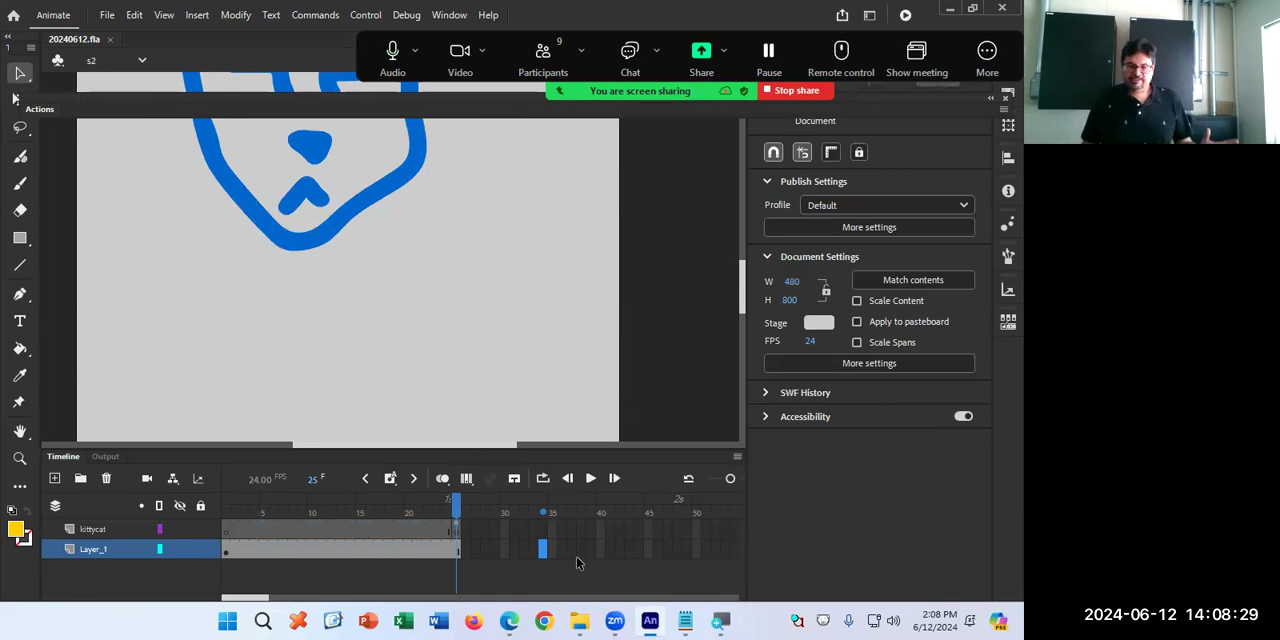 Animate File Edit View Insert Modify Text Commands Control Debug Window Help
20240612.fla ×
s2
9
Audio Video Participants Chat Share Pause Remote control Show meeting More
You are screen sharing Stop share
Actions
Document
Publish Settings
Profile Default
More settings
Document Settings
W 480 Match contents
H 800 Scale Content
Stage Apply to pasteboard
FPS 24 Scale Spans
More settings
SWF History
Accessibility
Timeline Output
24.00 FPS 25 F
1s 2s
5 10 15 20 30 35 40 45 50
kittycat
Layer_1
2:08 PM
6/12/2024
2024-06-12 14:08:29